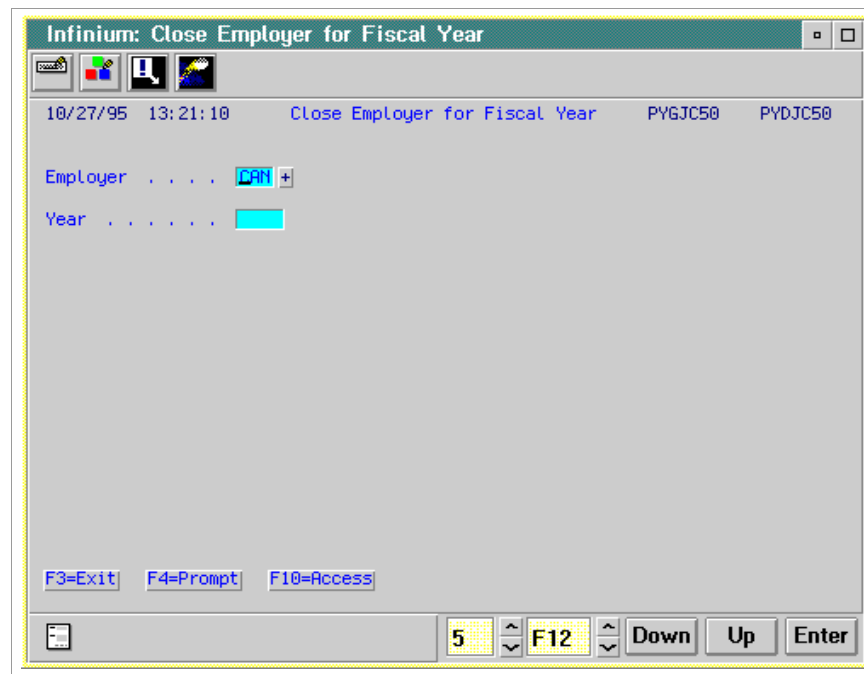 Infinium: Close Employer for Fiscal Year
10/27/95 13:21:10 Close Employer for Fiscal Year PYGJC50 PYDJC50
Employer . . . . CAN +
Year . . . . . .
F3=Exit F4=Prompt F10=Access
5 F12 Down Up Enter